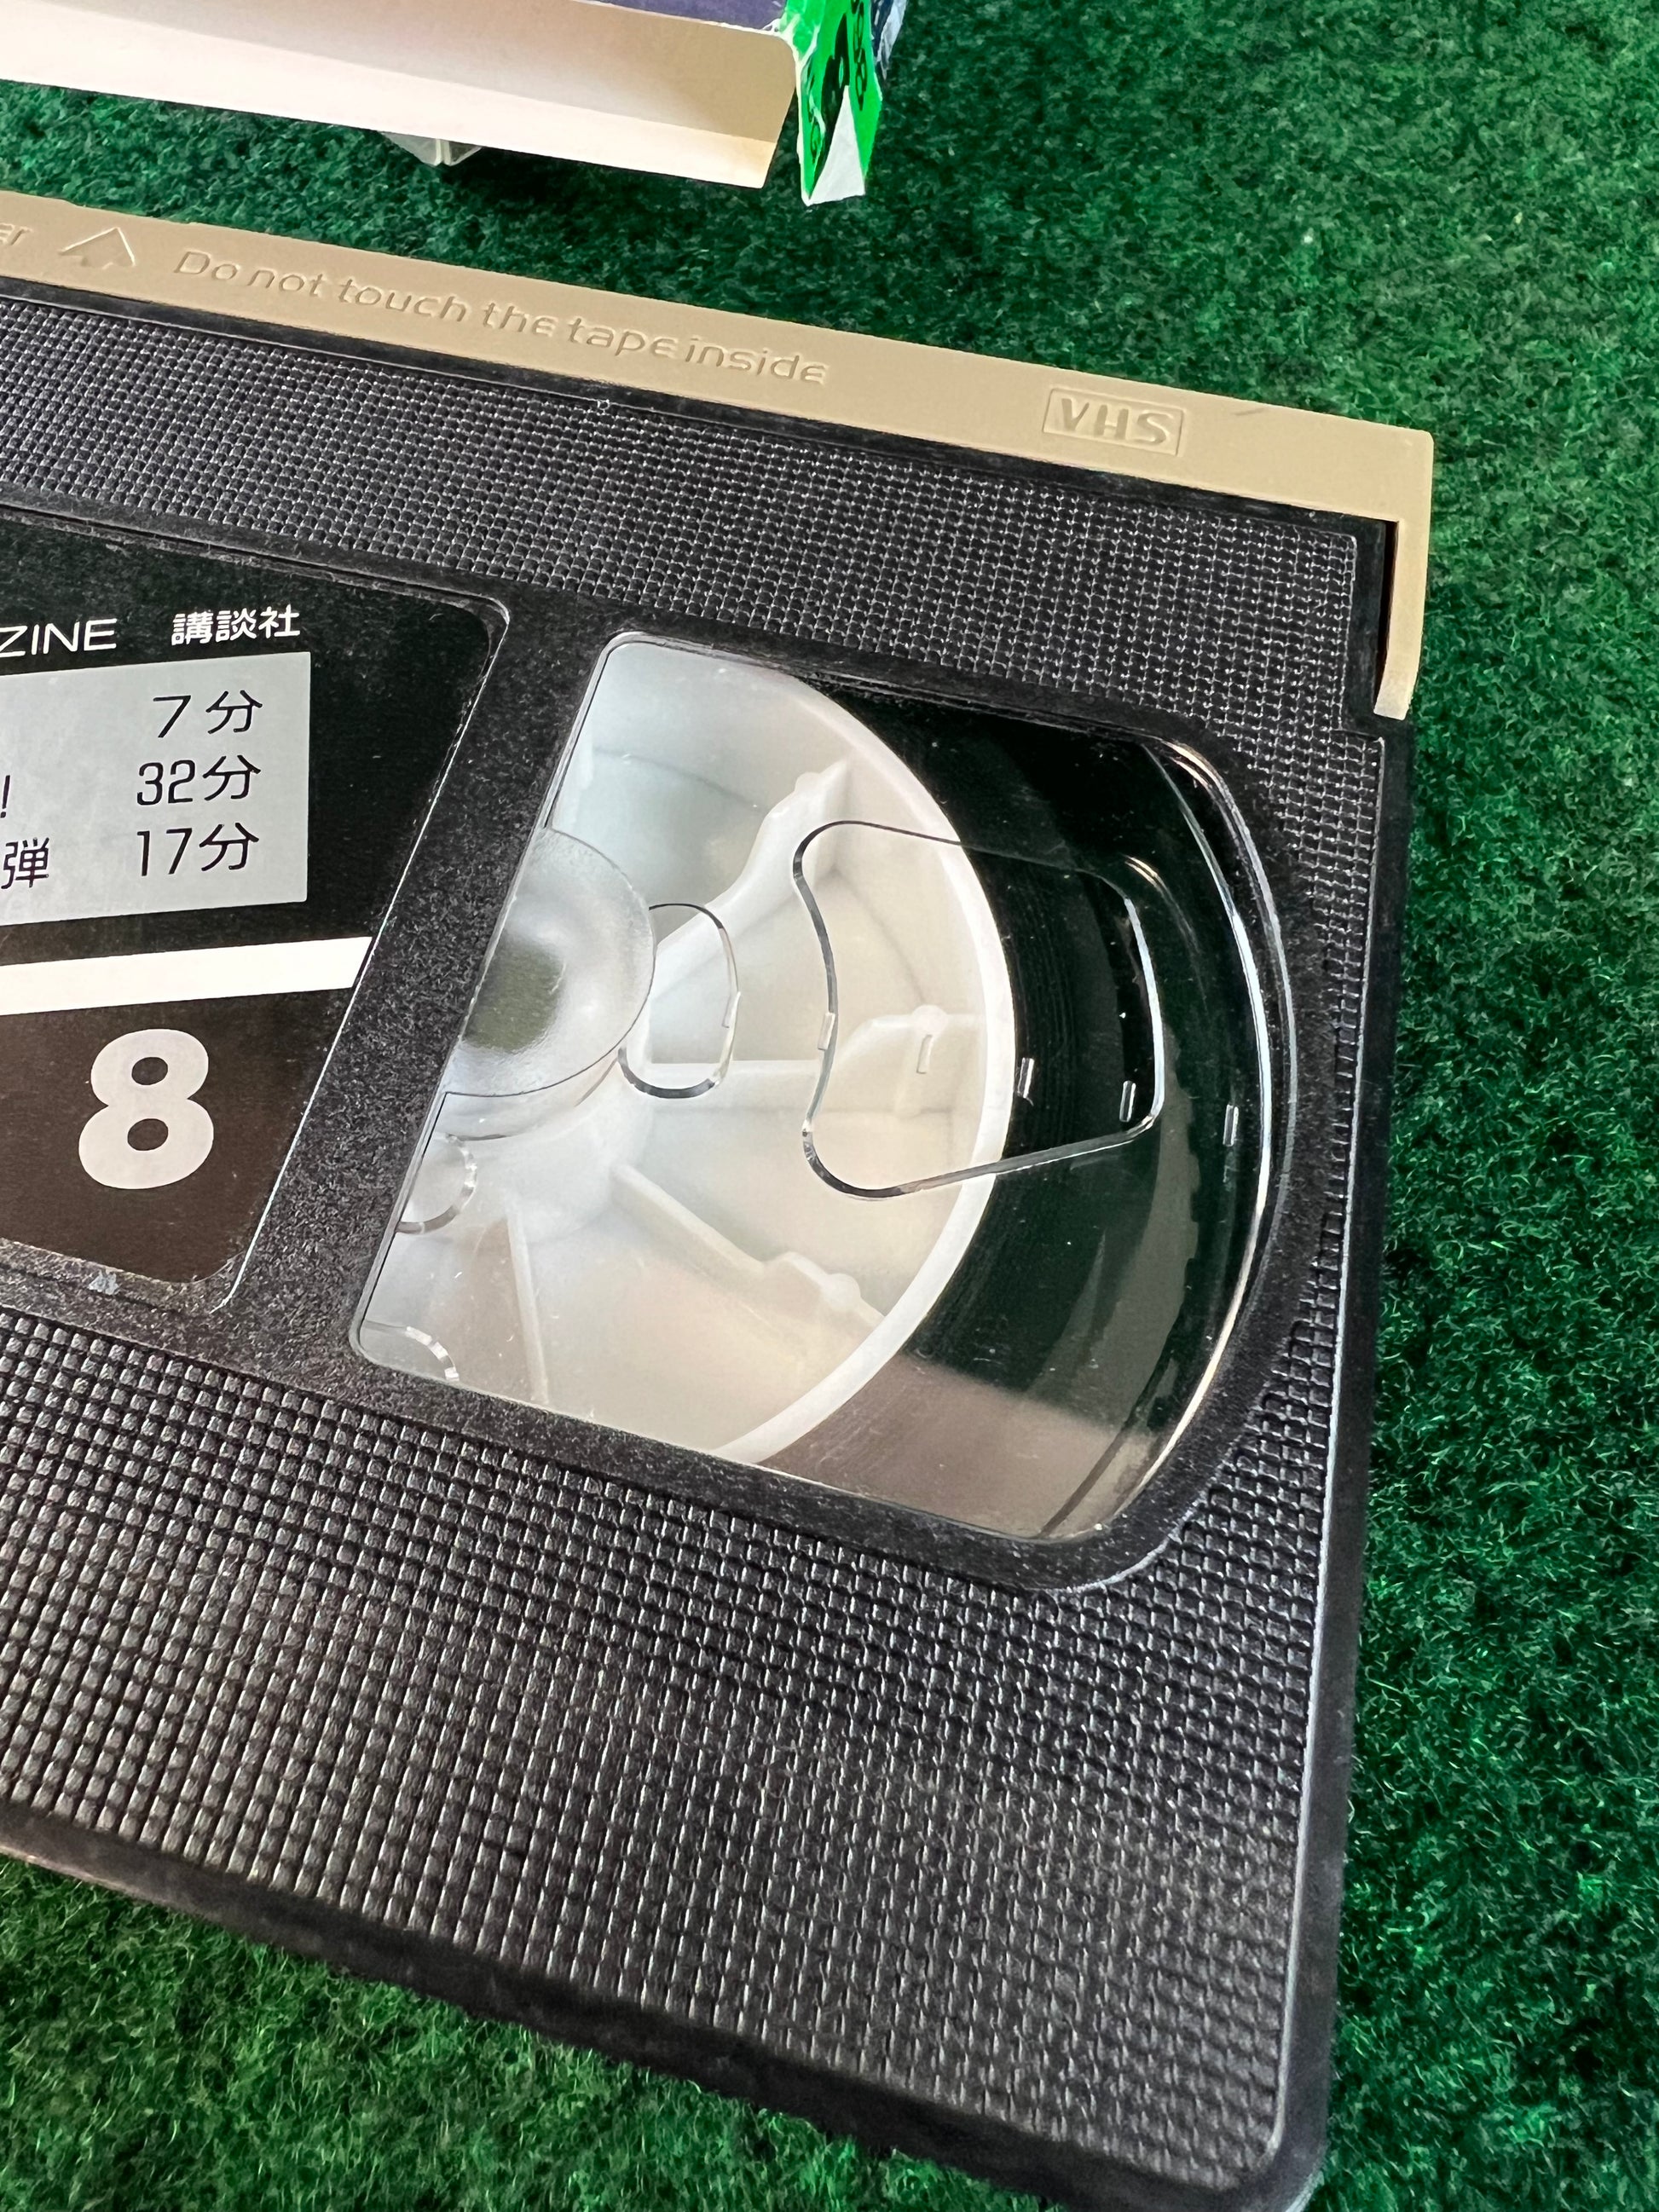 er Do not touch the tape inside VHS
ZINE 講談社
7分
! 32分
弾 17分
8